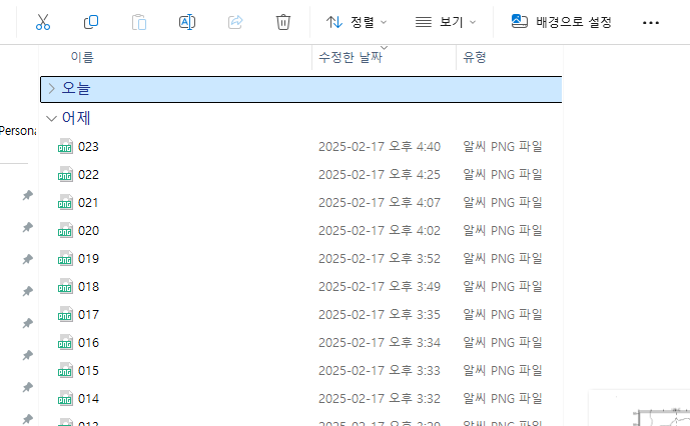 정렬 보기 배경으로 설정
이름 수정한 날짜 유형
오늘
어제
Persona
023 2025-02-17 오후 4:40 알씨 PNG 파일
022 2025-02-17 오후 4:25 알씨 PNG 파일
021 2025-02-17 오후 4:07 알씨 PNG 파일
020 2025-02-17 오후 4:02 알씨 PNG 파일
019 2025-02-17 오후 3:52 알씨 PNG 파일
018 2025-02-17 오후 3:49 알씨 PNG 파일
017 2025-02-17 오후 3:35 알씨 PNG 파일
016 2025-02-17 오후 3:34 알씨 PNG 파일
015 2025-02-17 오후 3:33 알씨 PNG 파일
014 2025-02-17 오후 3:32 알씨 PNG 파일